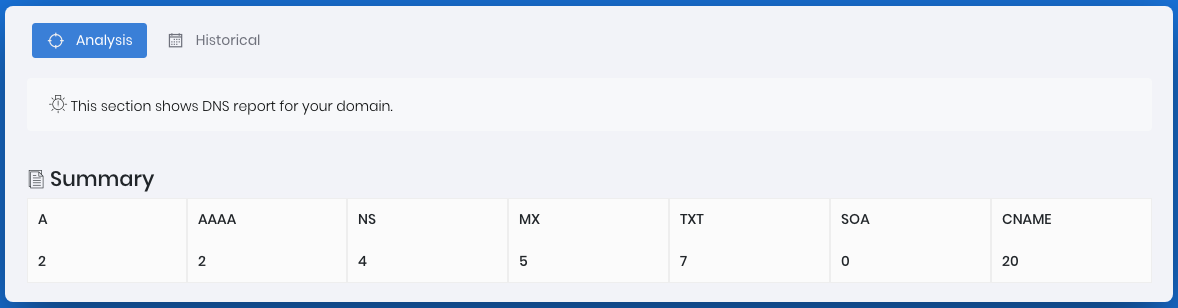 Analysis Historical
This section shows DNS report for your domain.
Summary
A AAAA NS MX TXT SOA CNAME
2 2 4 5 7 0 20